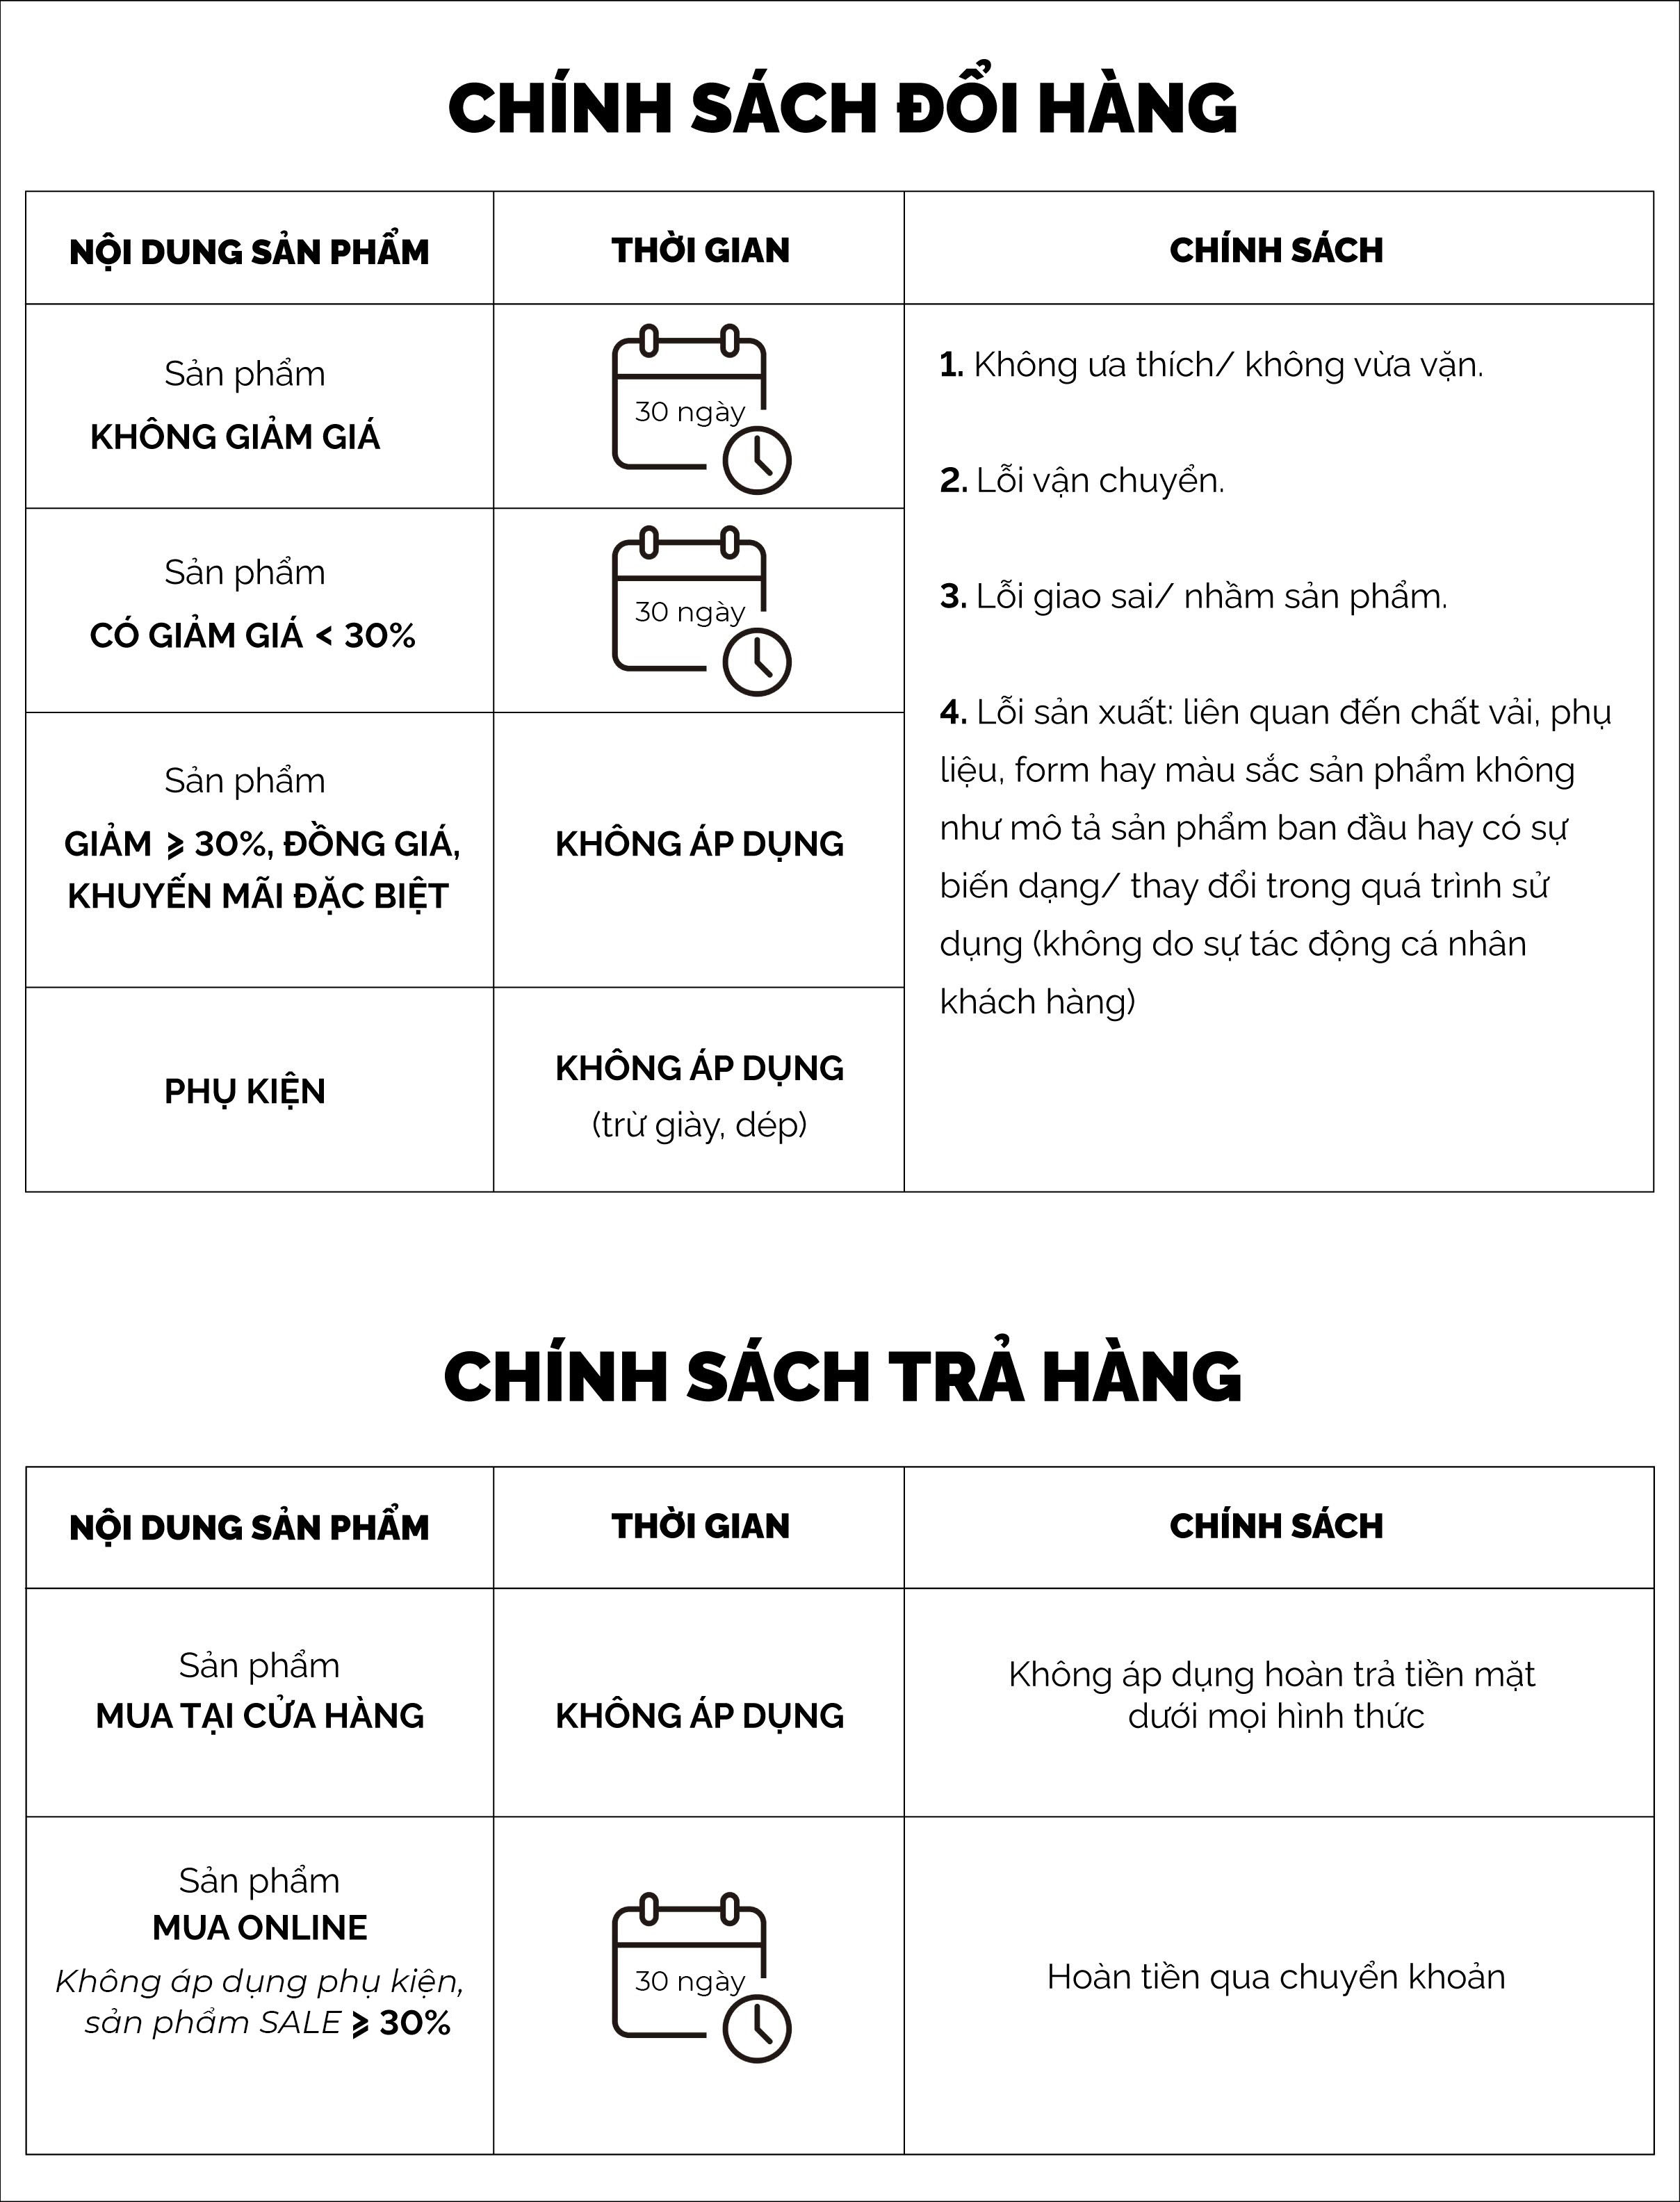 CHÍNH SÁCH ĐỔI HÀNG
NỘI DUNG SẢN PHẨM
THỜI GIAN
CHÍNH SÁCH
Sản phẩm
KHÔNG GIẢM GIÁ
30 ngày
Sản phẩm
CÓ GIẢM GIÁ < 30%
30 ngày
Sản phẩm
GIẢM ⩾ 30%, ĐỒNG GIÁ,
KHUYẾN MÃI ĐẶC BIỆT
KHÔNG ÁP DỤNG
PHỤ KIỆN
KHÔNG ÁP DỤNG
(trừ giày, dép)
1. Không ưa thích/ không vừa vặn.
2. Lỗi vận chuyển.
3. Lỗi giao sai/ nhầm sản phẩm.
4. Lỗi sản xuất: liên quan đến chất vải, phụ
liệu, form hay màu sắc sản phẩm không
như mô tả sản phẩm ban đầu hay có sự
biến dạng/ thay đổi trong quá trình sử
dụng (không do sự tác động cá nhân
khách hàng)
CHÍNH SÁCH TRẢ HÀNG
NỘI DUNG SẢN PHẨM
THỜI GIAN
CHÍNH SÁCH
Sản phẩm
MUA TẠI CỬA HÀNG
KHÔNG ÁP DỤNG
Không áp dụng hoàn trả tiền mặt
dưới mọi hình thức
Sản phẩm
MUA ONLINE
Không áp dụng phụ kiện,
sản phẩm SALE ⩾ 30%
30 ngày
Hoàn tiền qua chuyển khoản